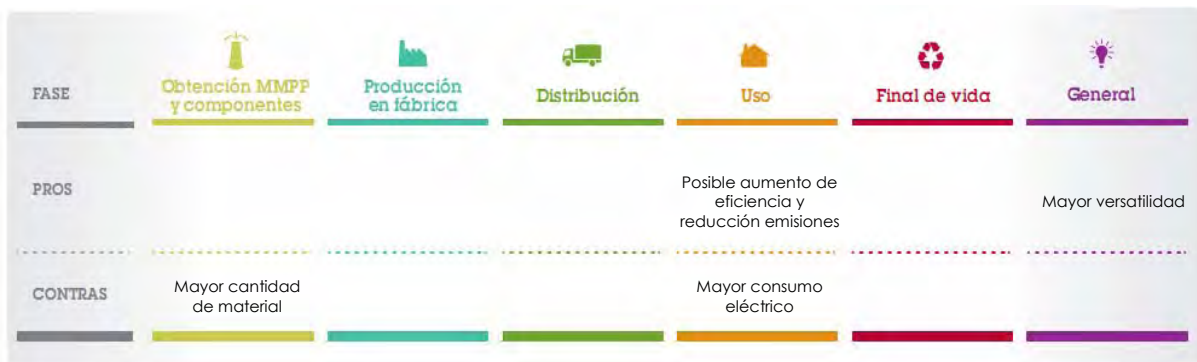 FASE
Obtención MMPP
y componentes
Producción
en fábrica
Distribución
Uso
Final de vida
General
PROS
Posible aumento de
eficiencia y
reducción emisiones
Mayor versatilidad
CONTRAS
Mayor cantidad
de material
Mayor consumo
eléctrico